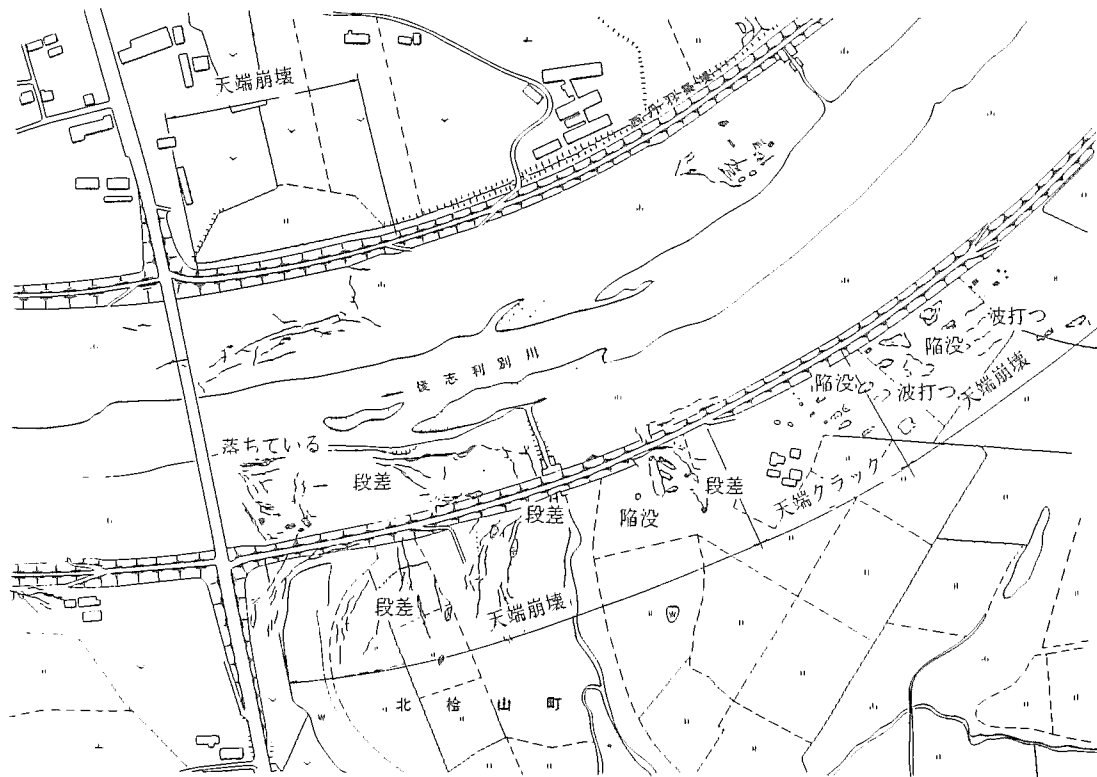 天端崩壊
西丹羽築堤
後志利別川
波打つ
陥没
陥没
波打つ
天端崩壊
落ちている
段差
段差
陥没
段差
天端クラック
段差
天端崩壊
北桧山町